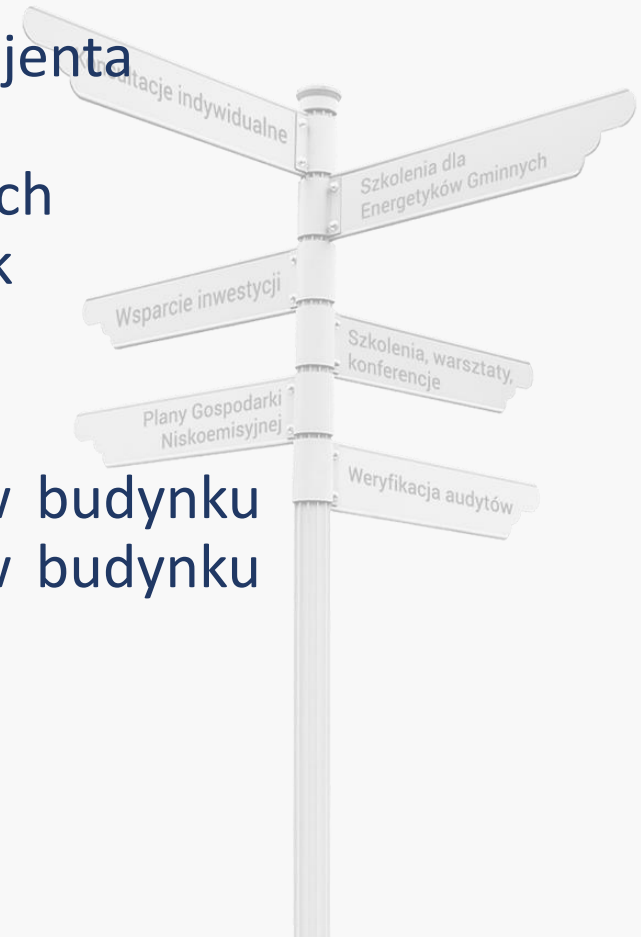 jenta
Konsultacje indywidualne
Szkolenia dla
Energetyków Gminnych
ch
k
Wsparcie inwestycji
Szkolenia, warsztaty,
konferencje
Plany Gospodarki
Niskoemisyjnej
Weryfikacja audytów
w budynku
w budynku